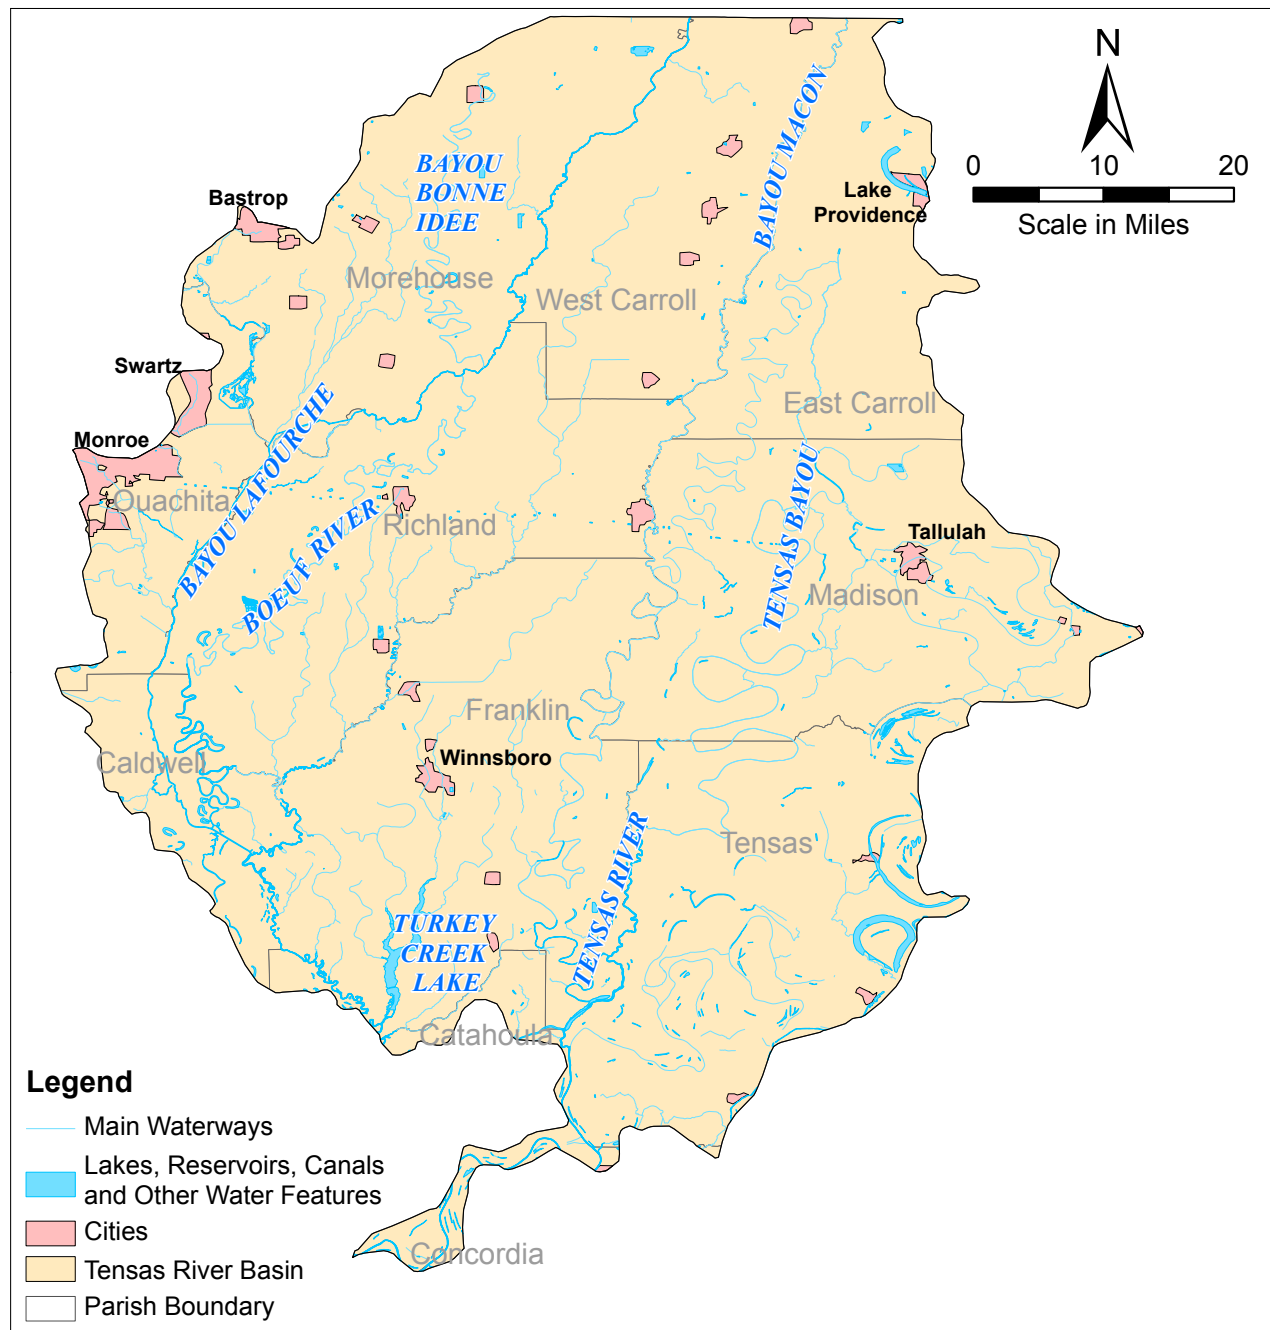 N
0 10 20
Scale in Miles
BAYOU MACON
BAYOU
BONNE
IDEE
Lake
Providence
Bastrop
Morehouse
West Carroll
Swartz
East Carroll
Monroe
BAYOU LAFOURCHE
Ouachita
BOEUF RIVER
Richland
TENSAS BAYOU
Tallulah
Madison
Franklin
Winnsboro
Caldwell
TENSAS RIVER
Tensas
TURKEY
CREEK
LAKE
Catahoula
Concordia
Legend
Main Waterways
Lakes, Reservoirs, Canals
and Other Water Features
Cities
Tensas River Basin
Parish Boundary